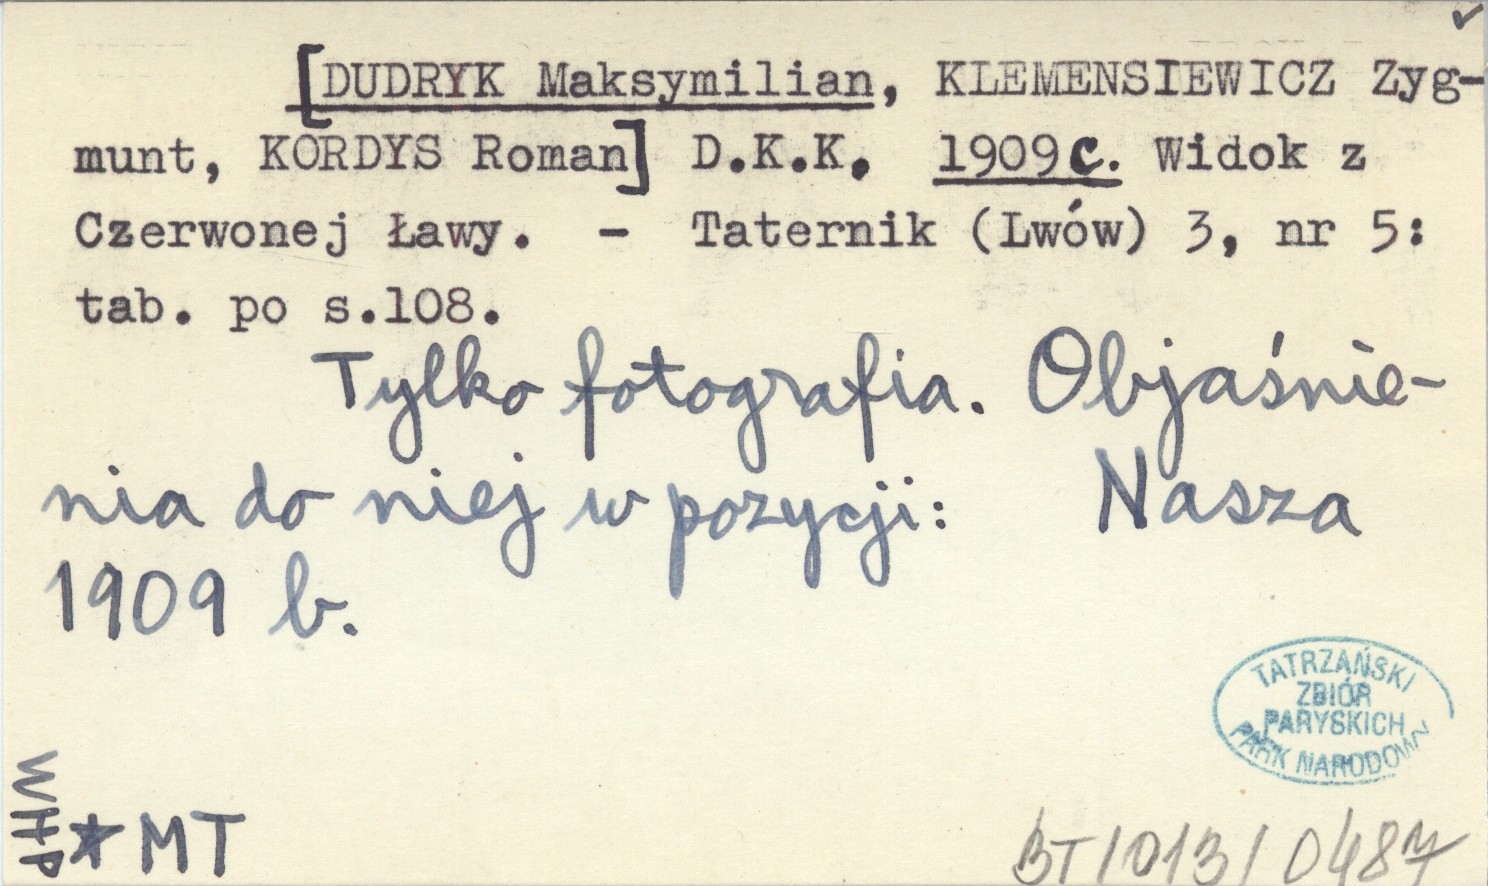 [DUDRYK Maksymilian, KLEMENSIEWICZ Zyg-
munt, KORDYS Roman] D.K.K. 1909c. Widok z
Czerwonej Ławy. - Taternik (Lwów) 3, nr 5:
tab. po s.108.
Tylko fotografia. Objaśnie-
nia do niej w pozycji: Nasza
1909 b.
TATRZAŃSKI
ZBIÓR
PARYSKICH
PARK NARODOWY
WHP
* MT
BT/013/0487